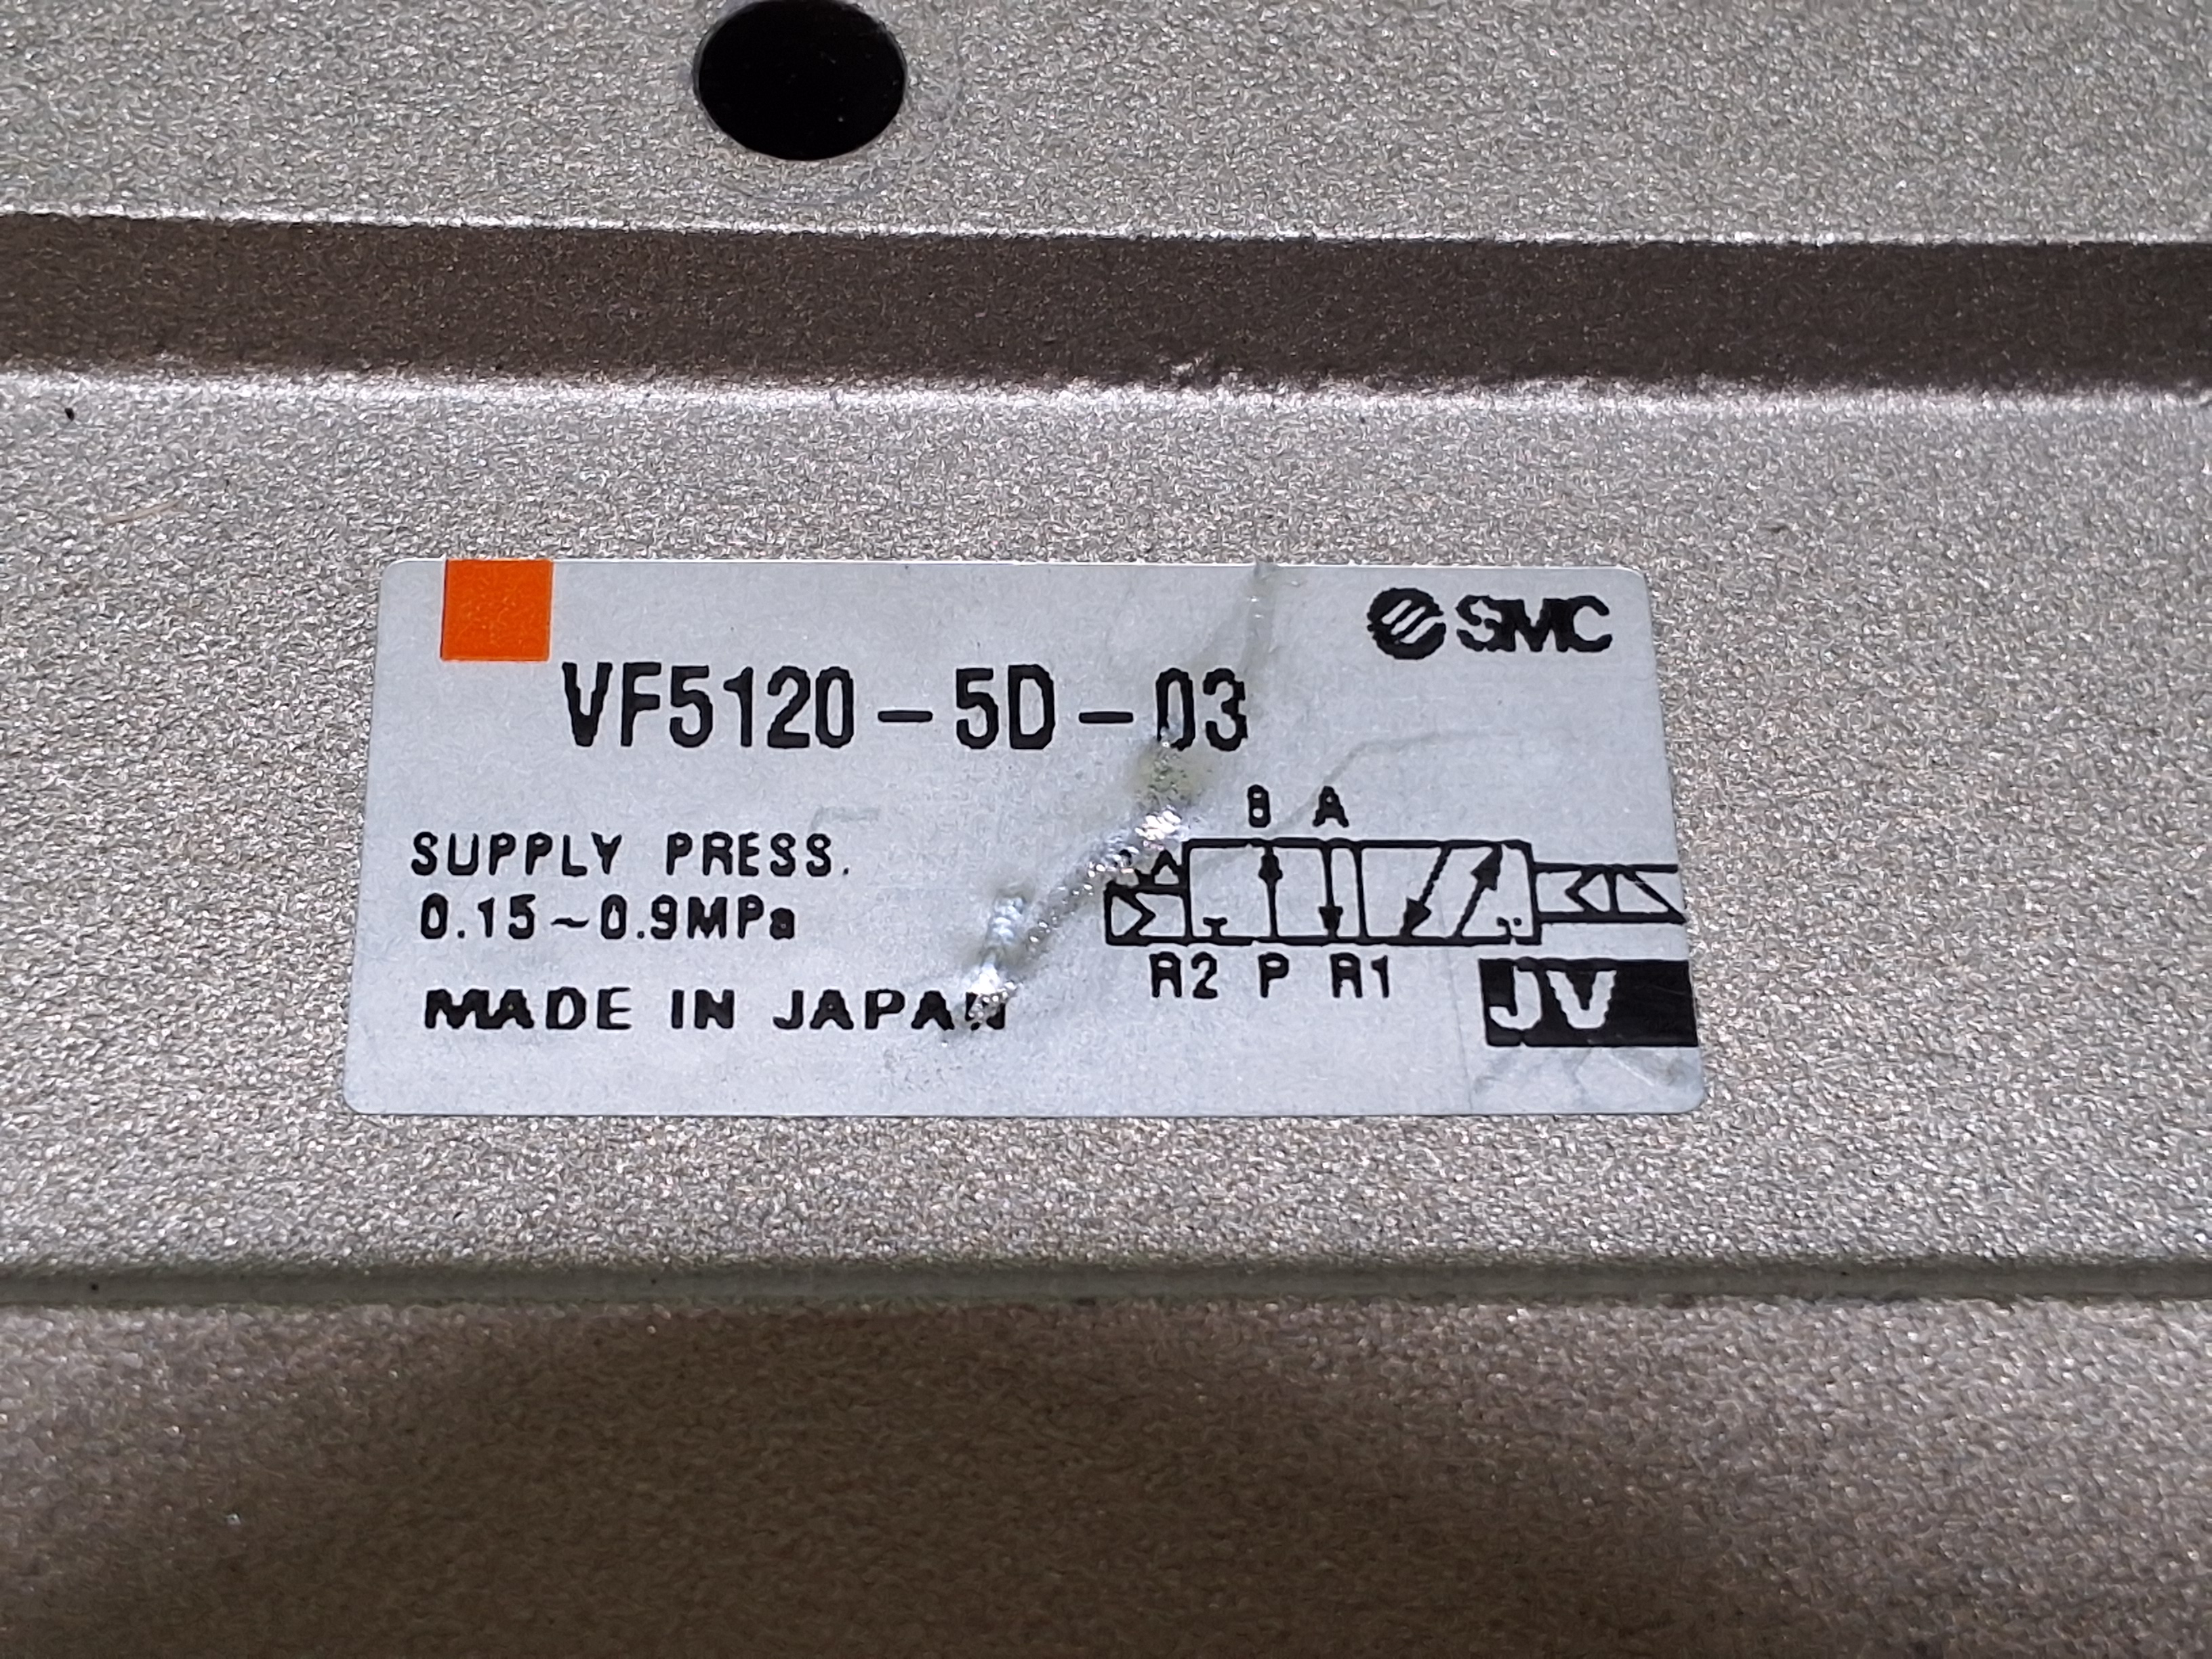 SMC
VF5120-5D-03
B A
SUPPLY PRESS.
0.15~0.9MPa
R2 P R1
MADE IN JAPAN
JV